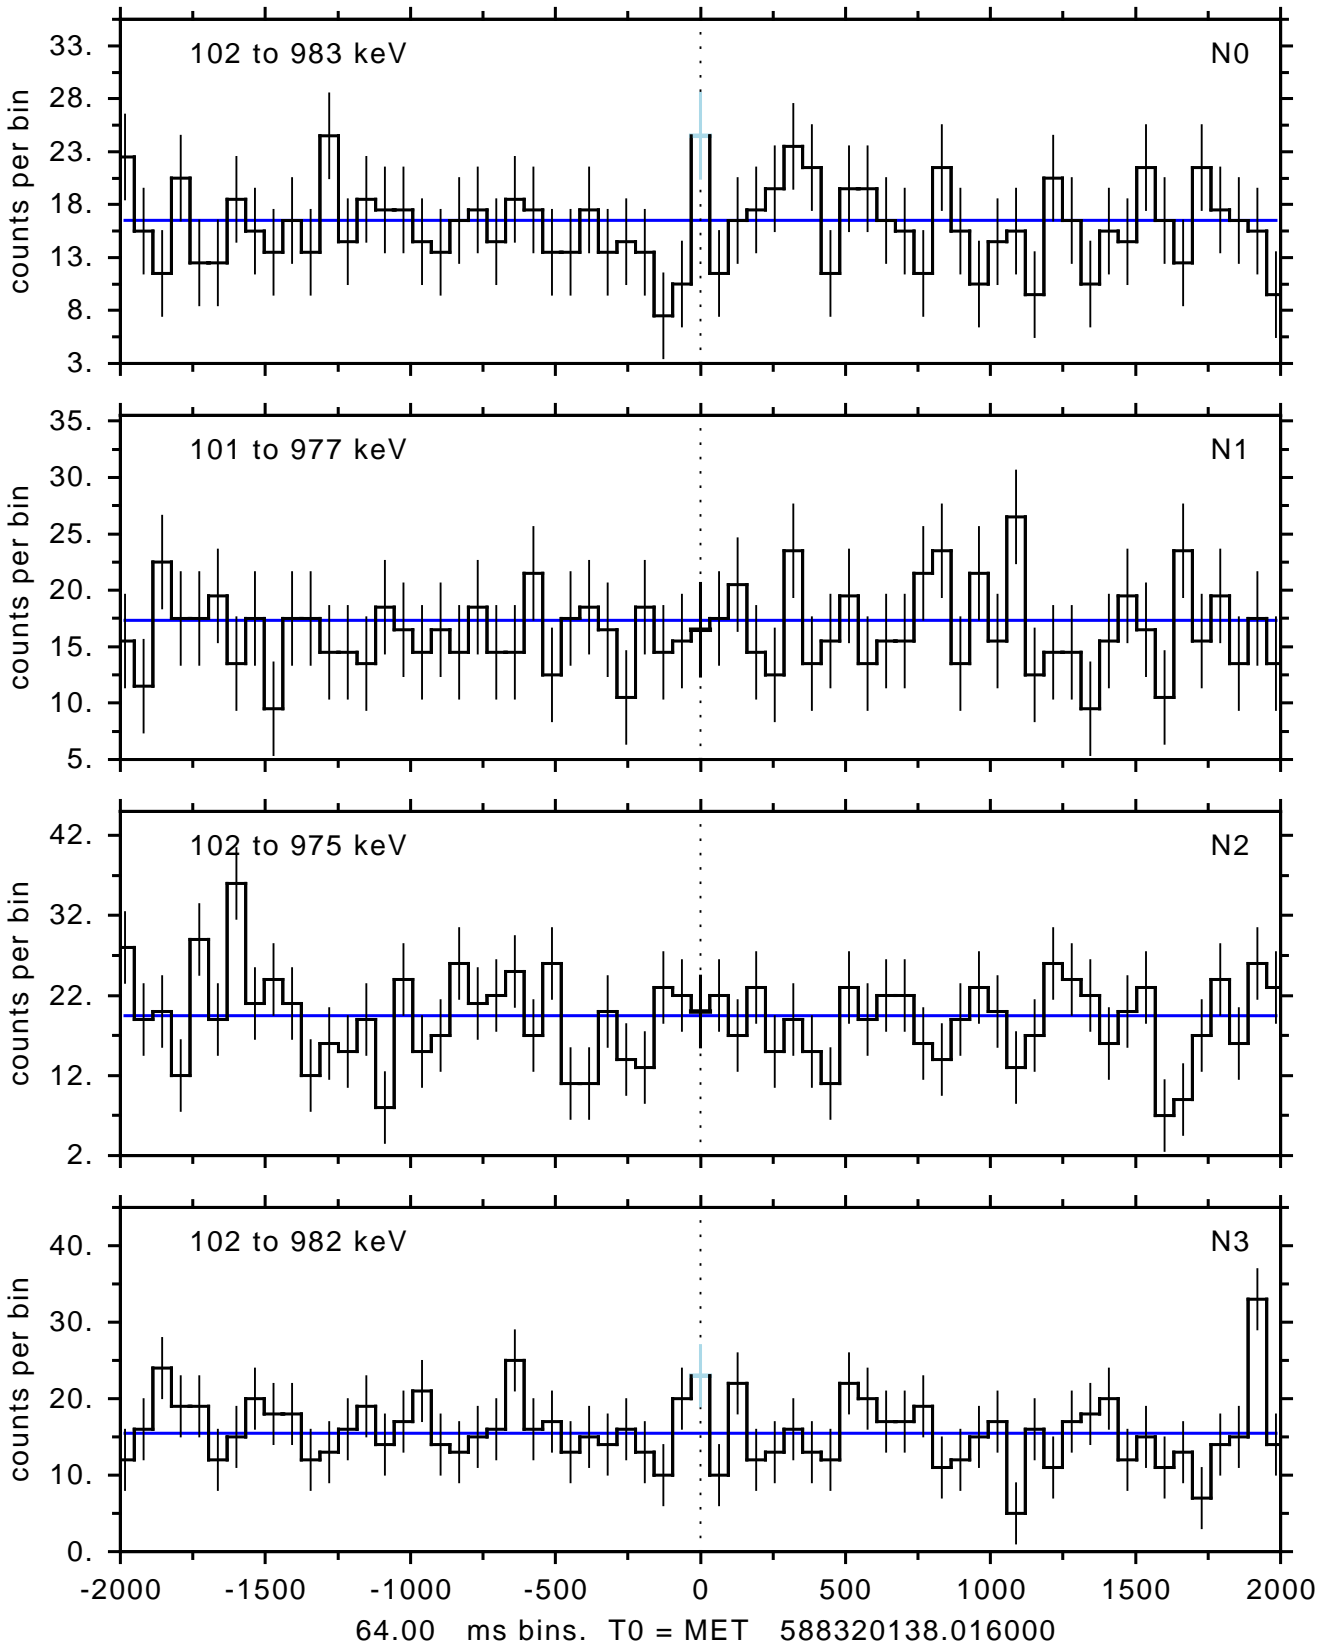 102 to 983 keV N0
33.
28.
23.
18.
13.
8.
3.
counts per bin
101 to 977 keV N1
35.
30.
25.
20.
15.
10.
5.
counts per bin
102 to 975 keV N2
42.
32.
22.
12.
2.
counts per bin
102 to 982 keV N3
40.
30.
20.
10.
0.
counts per bin
-2000 -1500 -1000 -500 0 500 1000 1500 2000
64.00 ms bins. T0 = MET 588320138.016000